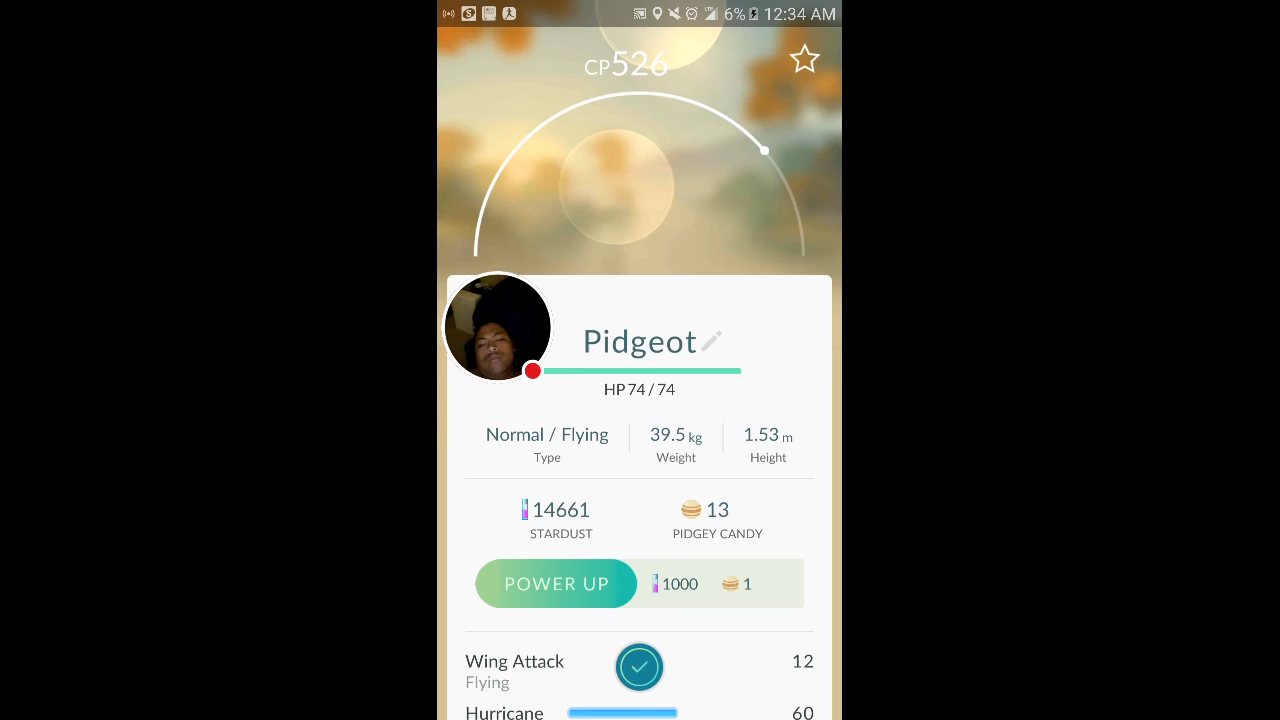 LTE 6% 12:34 AM
CP526
Pidgeot
HP 74 / 74
Normal / Flying 39.5 kg 1.53 m
Type Weight Height
14661 13
STARDUST PIDGEY CANDY
POWER UP 1000 1
Wing Attack 12
Flying
Hurricane 60